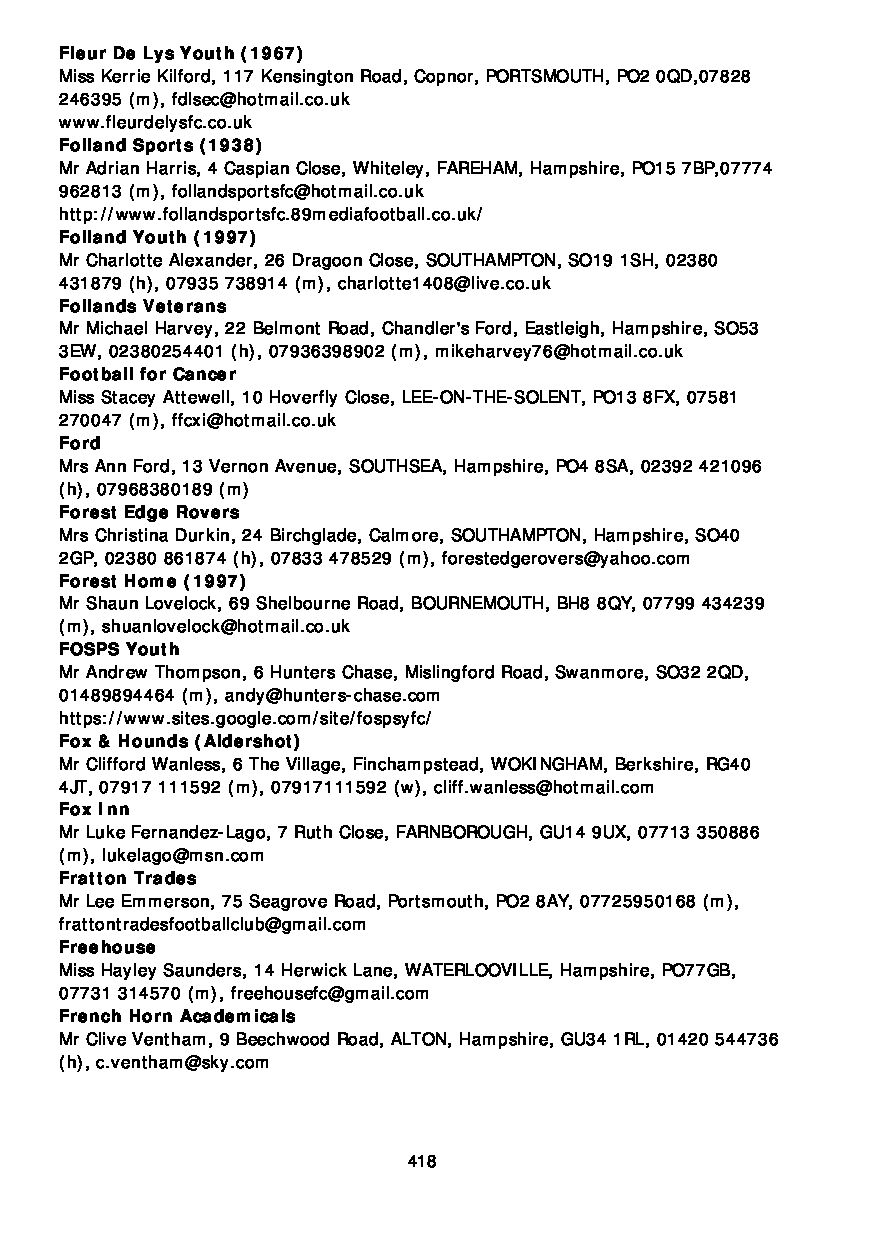 Fleur De Lys Youth (1967)
Miss Kerrie Kilford, 117 Kensington Road, Copnor, PORTSMOUTH, PO2 0QD,07828
246395 (m), fdlsec@hotmail.co.uk
www.fleurdelysfc.co.uk
Folland Sports (1938)
Mr Adrian Harris, 4 Caspian Close, Whiteley, FAREHAM, Hampshire, PO15 7BP,07774
962813 (m), follandsportsfc@hotmail.co.uk
http://www.follandsportsfc.89mediafootball.co.uk/
Folland Youth (1997)
Mr Charlotte Alexander, 26 Dragoon Close, SOUTHAMPTON, SO19 1SH, 02380
431879 (h), 07935 738914 (m), charlotte1408@live.co.uk
Follands Veterans
Mr Michael Harvey, 22 Belmont Road, Chandler's Ford, Eastleigh, Hampshire, SO53
3EW, 02380254401 (h), 07936398902 (m), mikeharvey76@hotmail.co.uk
Football for Cancer
Miss Stacey Attewell, 10 Hoverfly Close, LEE-ON-THE-SOLENT, PO13 8FX, 07581
270047 (m), ffcxi@hotmail.co.uk
Ford
Mrs Ann Ford, 13 Vernon Avenue, SOUTHSEA, Hampshire, PO4 8SA, 02392 421096
(h), 07968380189 (m)
Forest Edge Rovers
Mrs Christina Durkin, 24 Birchglade, Calmore, SOUTHAMPTON, Hampshire, SO40
2GP, 02380 861874 (h), 07833 478529 (m), forestedgerovers@yahoo.com
Forest Home (1997)
Mr Shaun Lovelock, 69 Shelbourne Road, BOURNEMOUTH, BH8 8QY, 07799 434239
(m), shuanlovelock@hotmail.co.uk
FOSPS Youth
Mr Andrew Thompson, 6 Hunters Chase, Mislingford Road, Swanmore, SO32 2QD,
01489894464 (m), andy@hunters-chase.com
https://www.sites.google.com/site/fospsyfc/
Fox & Hounds (Aldershot)
Mr Clifford Wanless, 6 The Village, Finchampstead, WOKINGHAM, Berkshire, RG40
4JT, 07917 111592 (m), 07917111592 (w), cliff.wanless@hotmail.com
Fox Inn
Mr Luke Fernandez-Lago, 7 Ruth Close, FARNBOROUGH, GU14 9UX, 07713 350886
(m), lukelago@msn.com
Fratton Trades
Mr Lee Emmerson, 75 Seagrove Road, Portsmouth, PO2 8AY, 07725950168 (m),
frattontradesfootballclub@gmail.com
Freehouse
Miss Hayley Saunders, 14 Herwick Lane, WATERLOOVILLE, Hampshire, PO77GB,
07731 314570 (m), freehousefc@gmail.com
French Horn Academicals
Mr Clive Ventham, 9 Beechwood Road, ALTON, Hampshire, GU34 1RL, 01420 544736
(h), c.ventham@sky.com
418